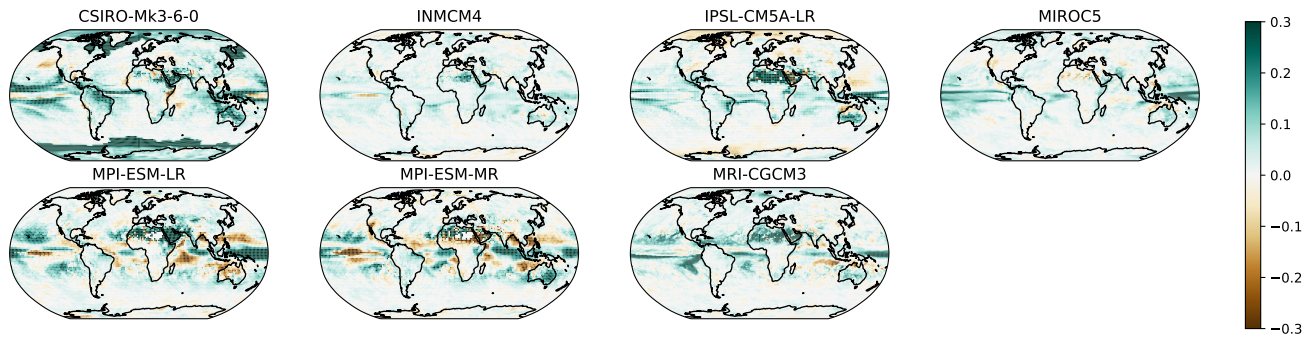 CSIRO-Mk3-6-0
INMCM4
IPSL-CM5A-LR
MIROC5
MPI-ESM-LR
MPI-ESM-MR
MRI-CGCM3
0.3
0.2
0.1
0.0
−0.1
−0.2
−0.3